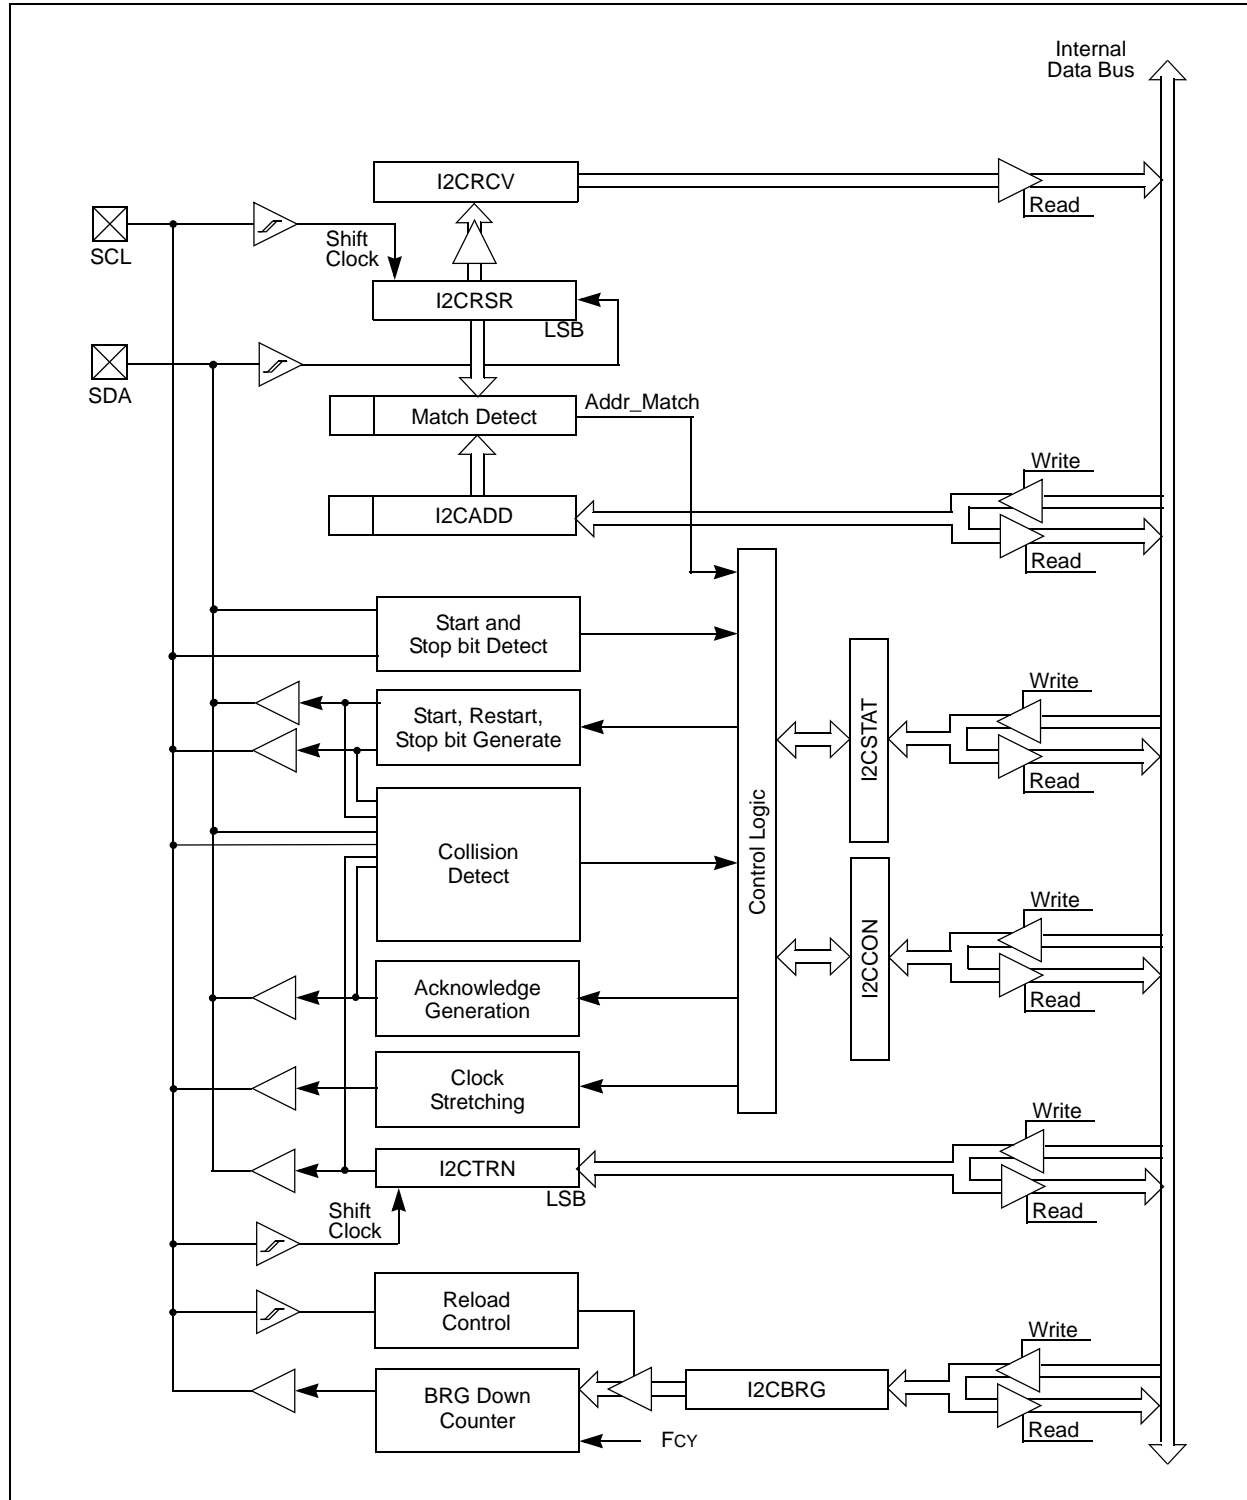 Internal
Data Bus
I2CRCV
Read
SCL
Shift
Clock
I2CRSR
LSB
SDA
Match Detect
Addr_Match
Write
I2CADD
Read
Start and
Stop bit Detect
Write
Start, Restart,
Stop bit Generate
I2CSTAT
Read
Control Logic
Collision
Detect
Write
I2CCON
Read
Acknowledge
Generation
Clock
Stretching
Write
I2CTRN
LSB
Read
Shift
Clock
Reload
Control
Write
BRG Down
Counter
I2CBRG
Read
FCY